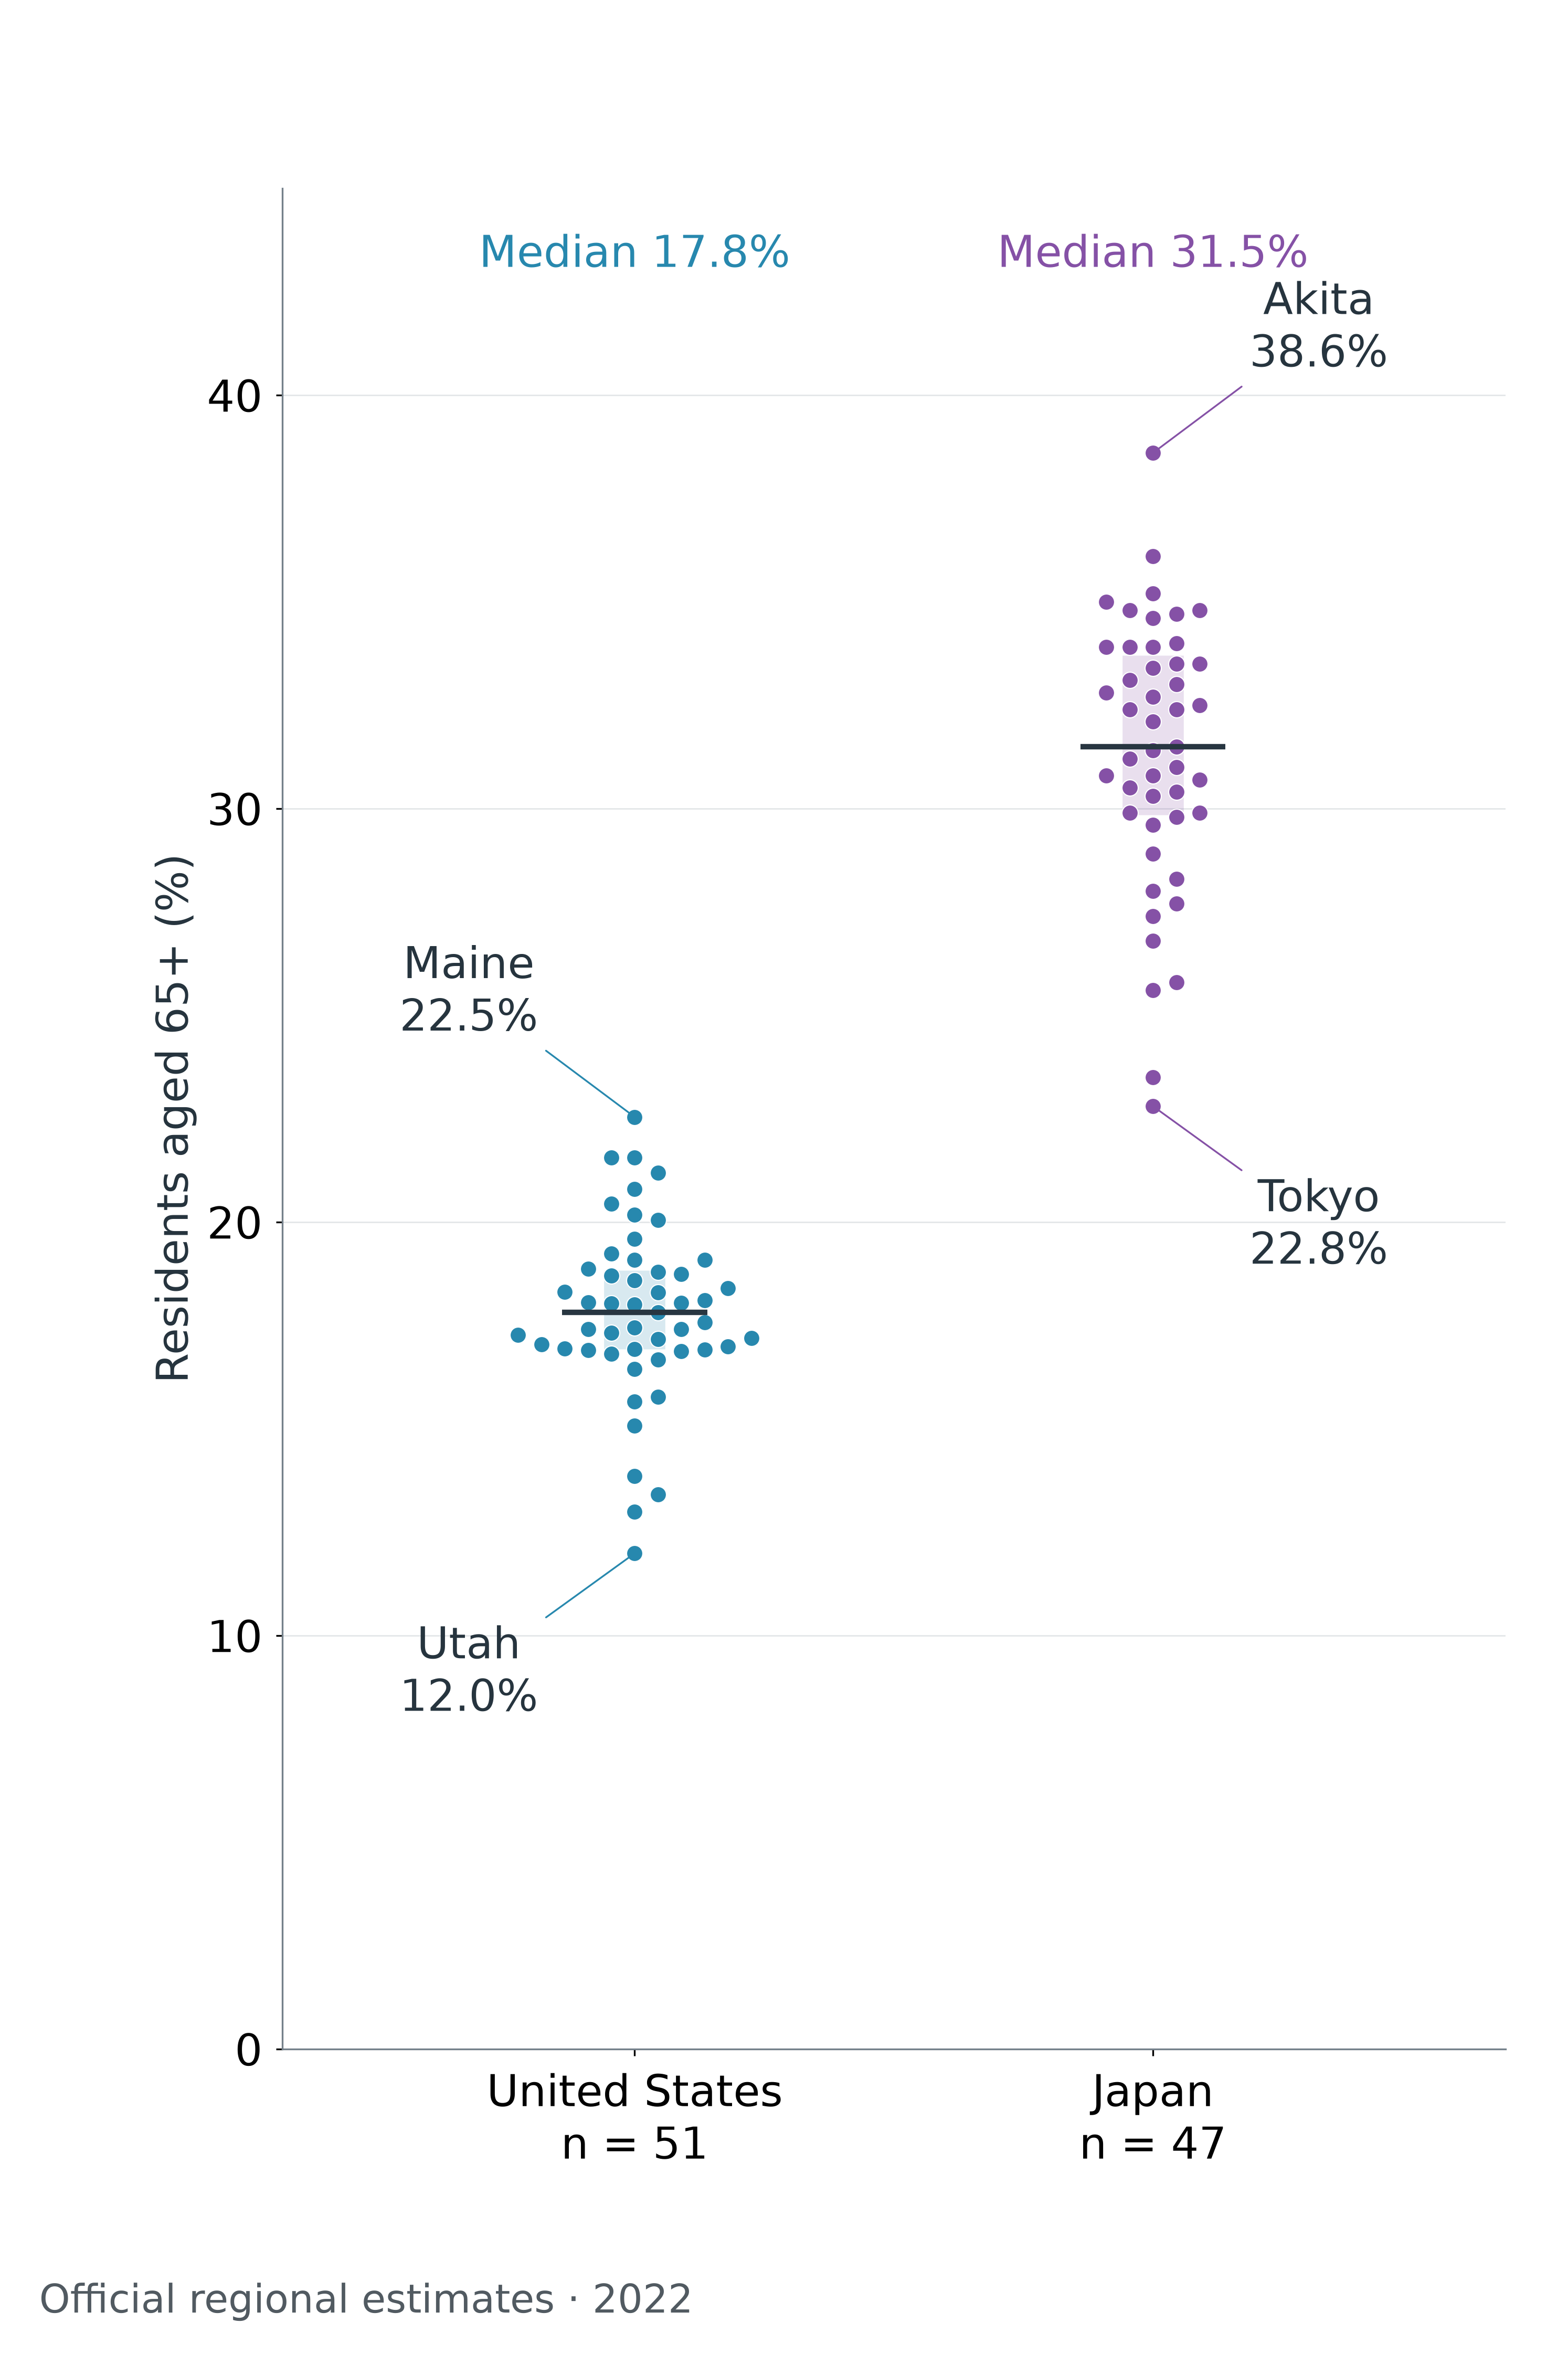 Median 17.8%
Median 31.5%
Akita
38.6%
40
30
20
10
0
Residents aged 65+ (%)
Maine
22.5%
Tokyo
22.8%
Utah
12.0%
United States
n = 51
Japan
n = 47
Official regional estimates · 2022